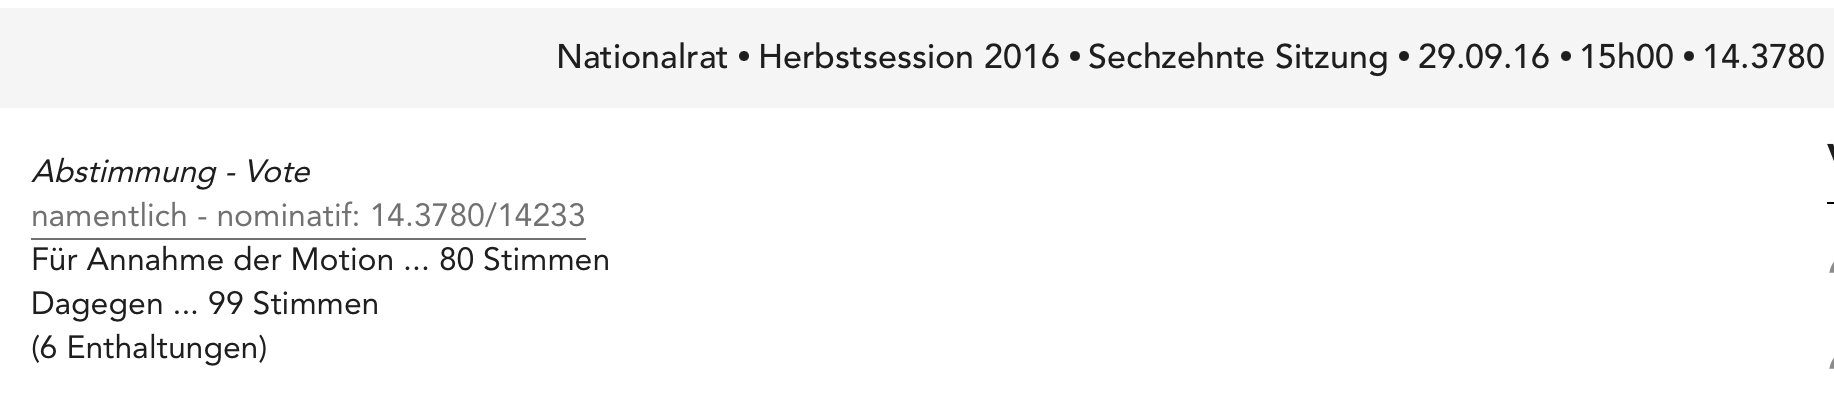 Nationalrat • Herbstsession 2016 • Sechzehnte Sitzung • 29.09.16 • 15h00 • 14.3780
Abstimmung - Vote
namentlich - nominatif: 14.3780/14233
Für Annahme der Motion ... 80 Stimmen
Dagegen ... 99 Stimmen
(6 Enthaltungen)